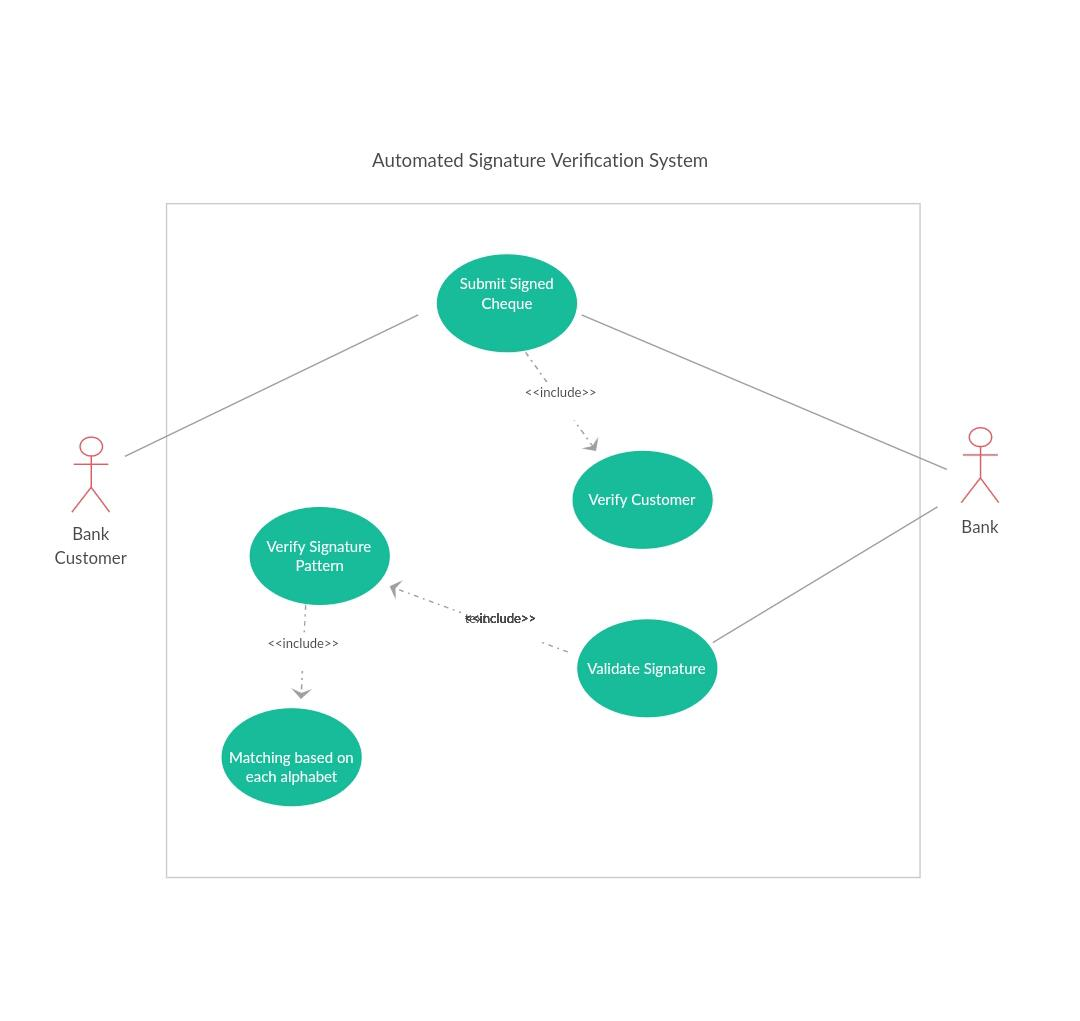 Automated Signature Verification System
Submit Signed
Cheque
<<include>>
Verify Customer
Bank
Customer
Bank
Verify Signature
Pattern
<<include>>
<<include>>
Validate Signature
Matching based on
each alphabet